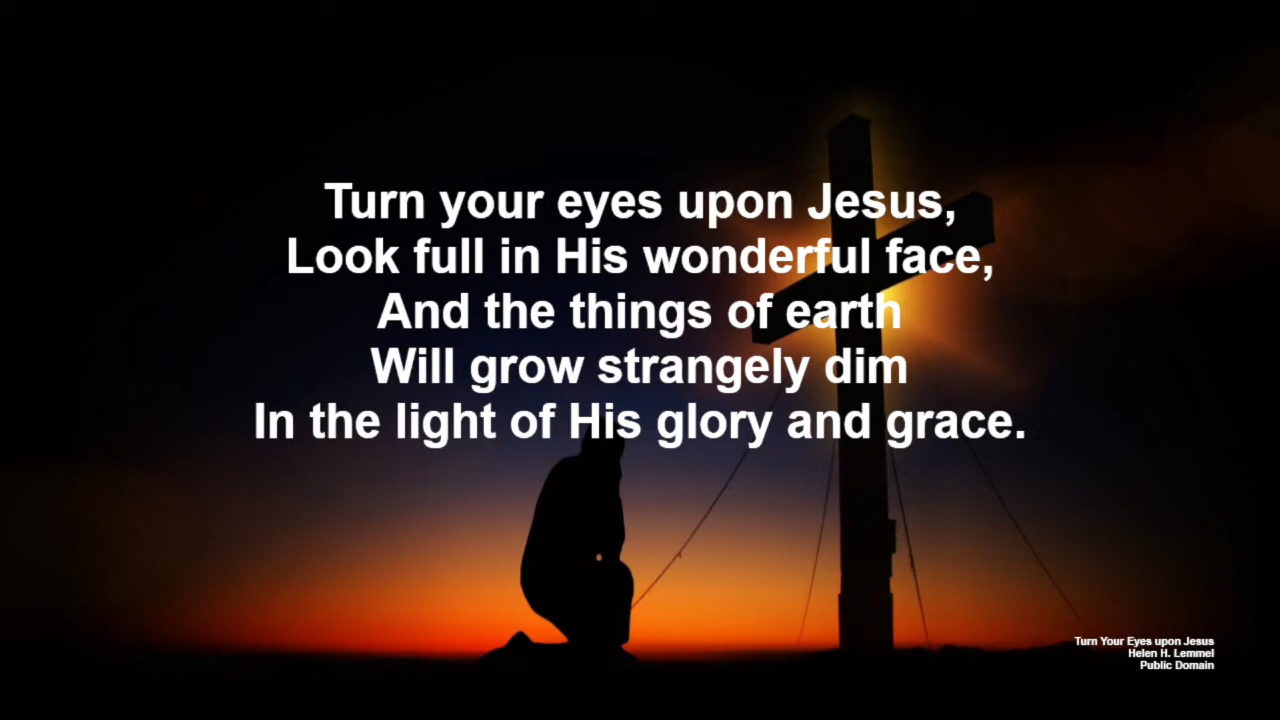 Turn your eyes upon Jesus,
Look full in His wonderful face,
And the things of earth
Will grow strangely dim
In the light of His glory and grace.
Turn Your Eyes upon Jesus
Helen H. Lemmel
Public Domain